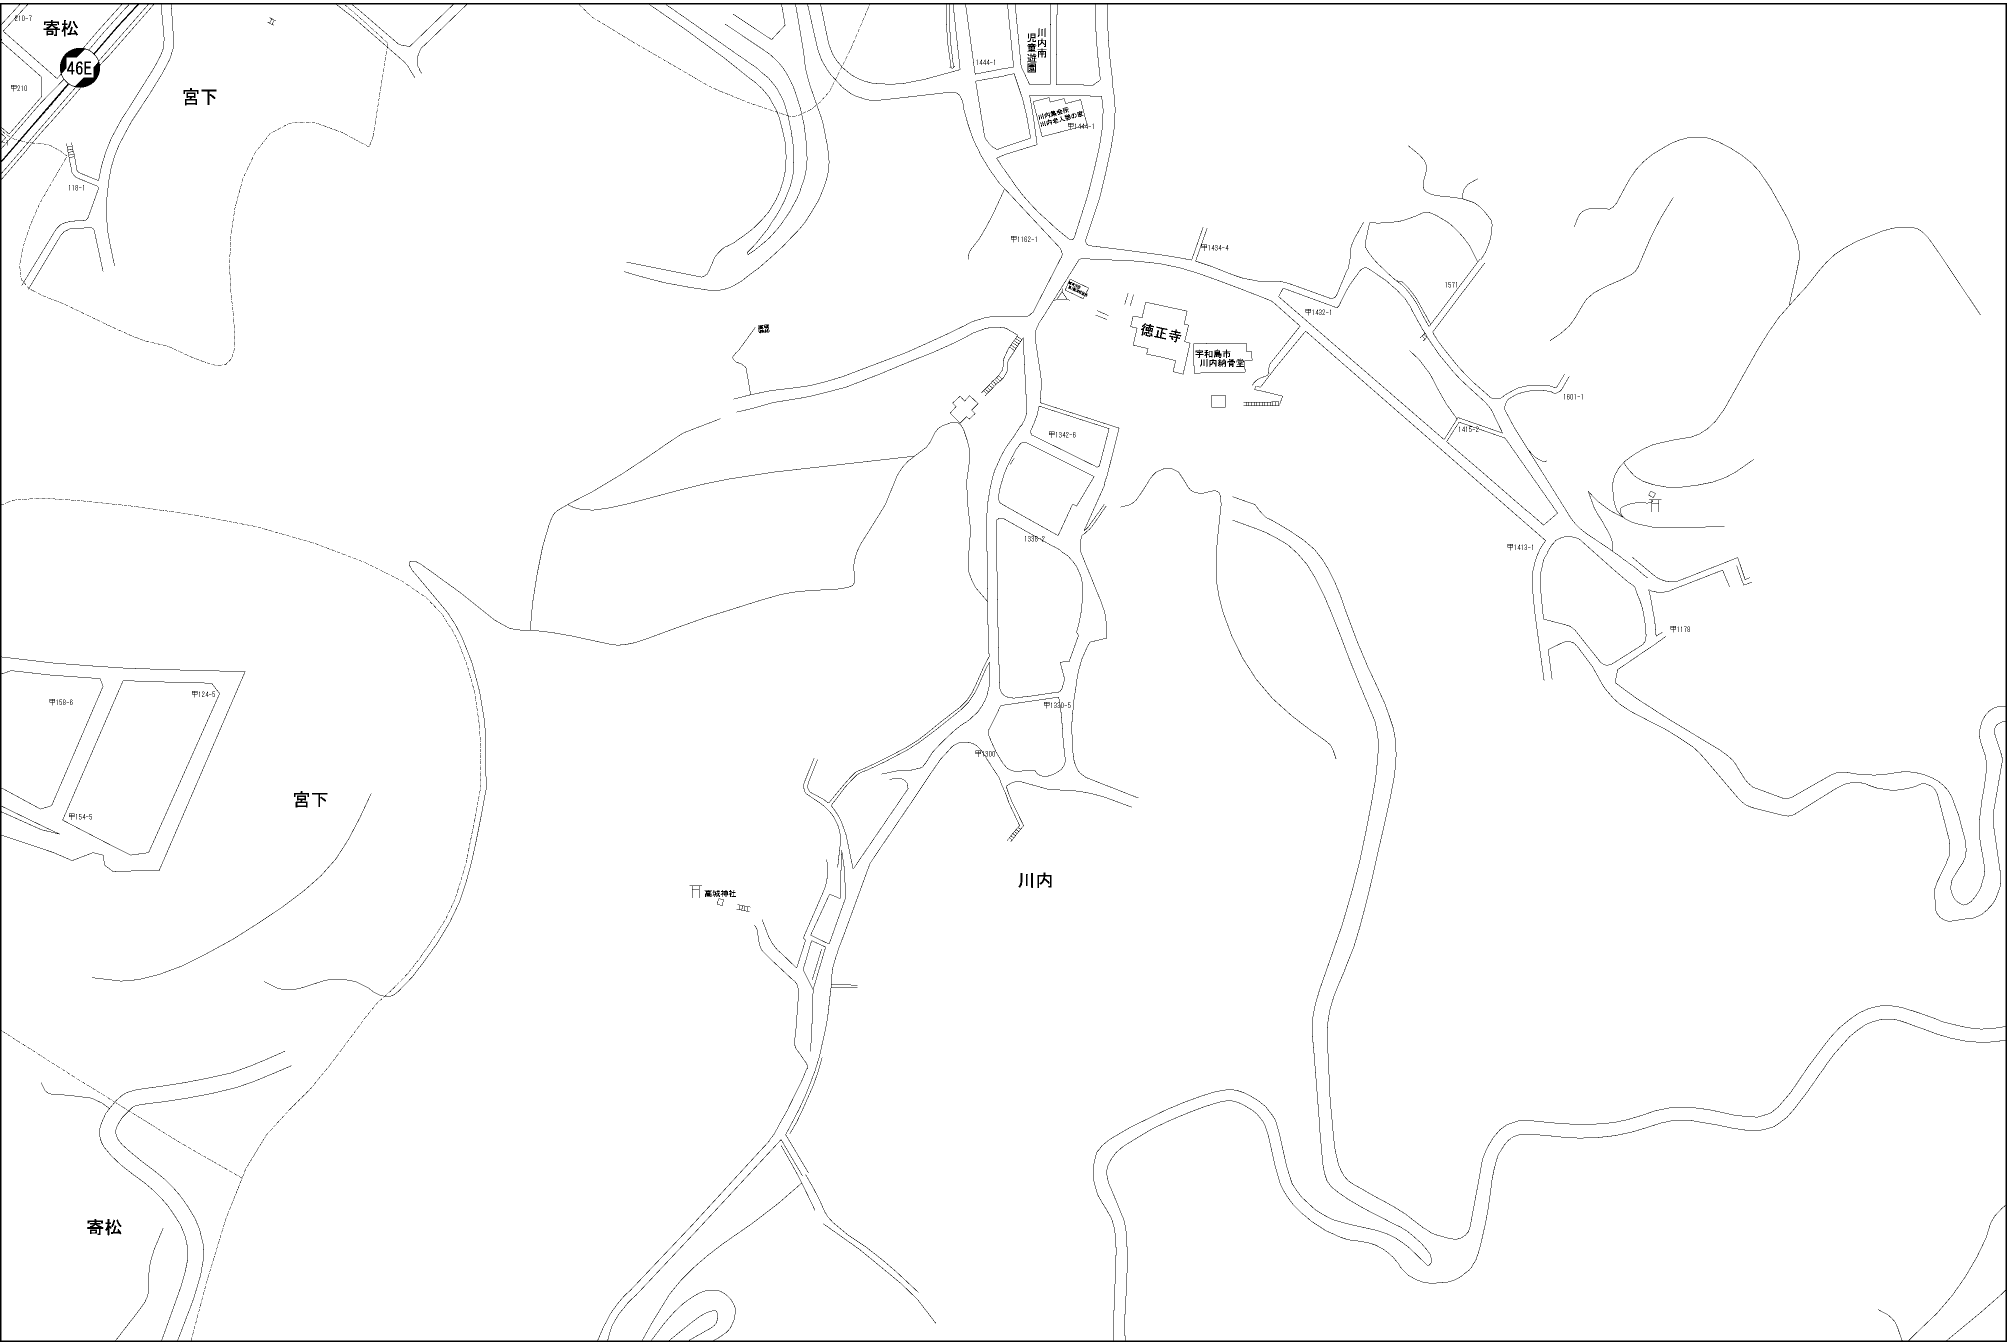 210-7
寄松
46E
甲210
宮下
118-1
川内南
児童遊園
1444-1
川内集会所
川内老人憩の家
甲1444-1
甲1162-1
甲1434-4
1571
甲1432-1
徳正寺
宇和島市
川内納骨堂
1601-1
1415-2
甲1342-6
1338-2
甲1413-1
甲1179
甲158-6
甲124-5
甲1330-5
甲1300
宮下
甲154-5
高城神社
川内
寄松